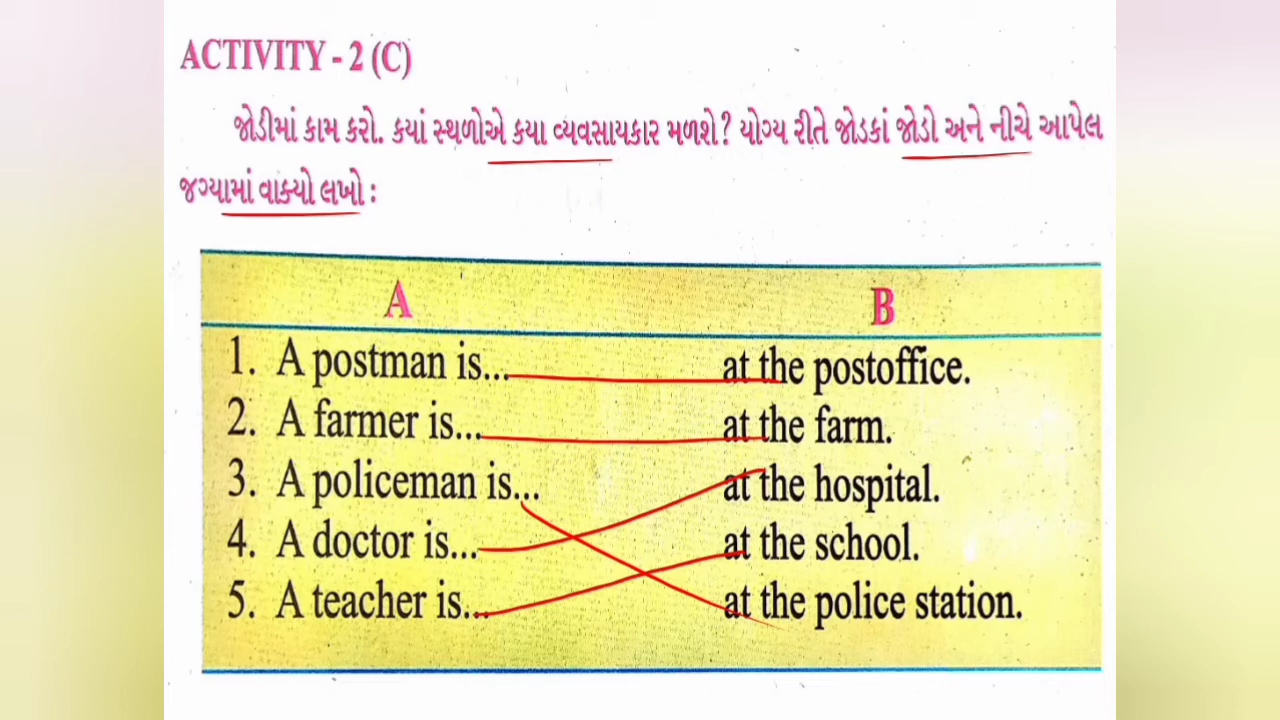 ACTIVITY - 2 (C)
જોડીમાં કામ કરો. કયાં સ્થળોએ કયા વ્યવસાયકાર મળશે? યોગ્ય રીતે જોડકાં જોડો અને નીચે આપેલ
જગ્યામાં વાક્યો લખો :
A B
1. A postman is... at the postoffice.
2. A farmer is... at the farm.
3. A policeman is... at the hospital.
4. A doctor is... at the school.
5. A teacher is... at the police station.